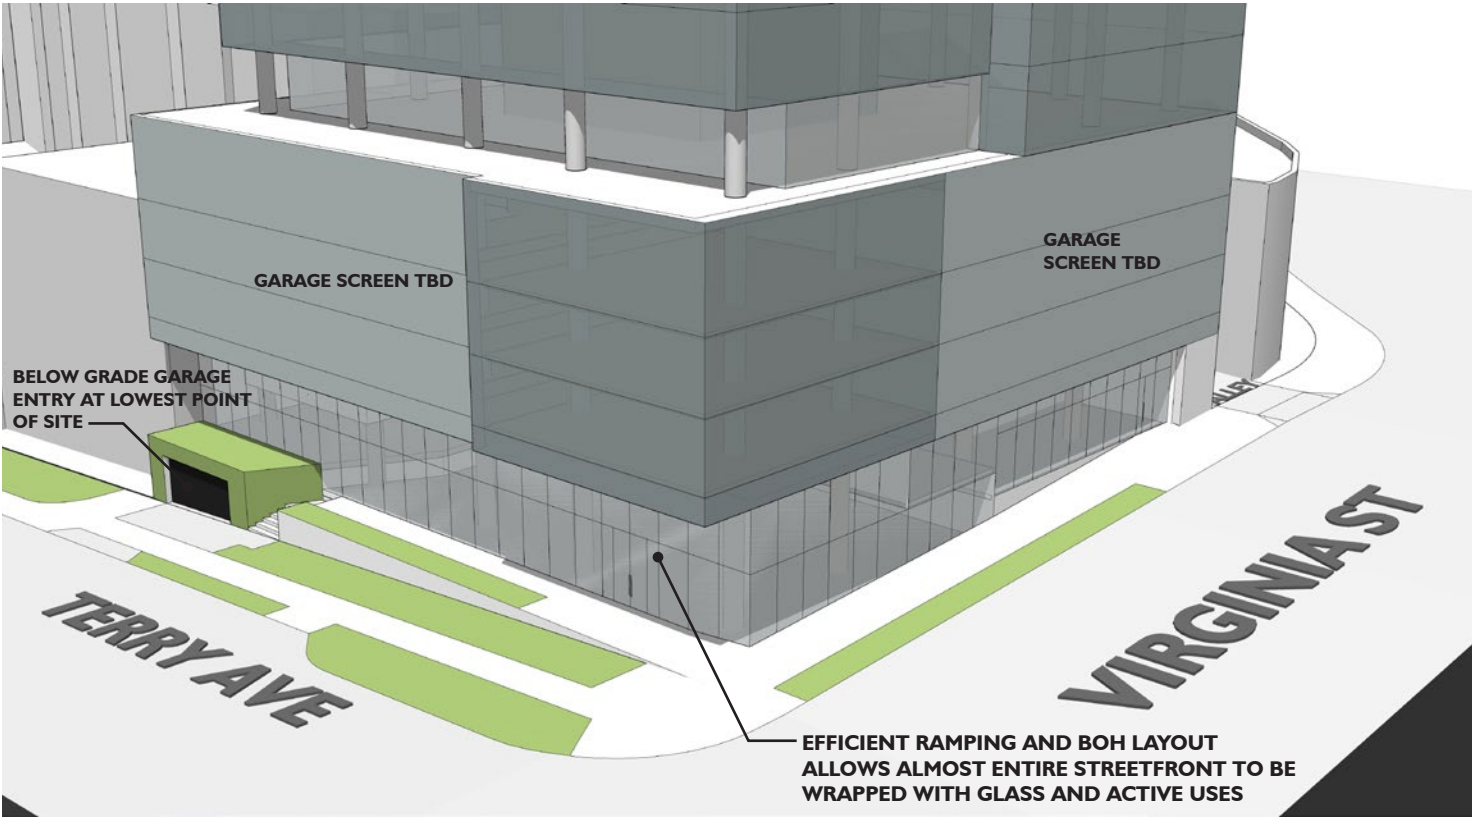 GARAGE
SCREEN TBD
GARAGE SCREEN TBD
BELOW GRADE GARAGE
ENTRY AT LOWEST POINT
OF SITE
ALLEY
TERRY AVE
VIRGINIA ST
EFFICIENT RAMPING AND BOH LAYOUT
ALLOWS ALMOST ENTIRE STREETFRONT TO BE
WRAPPED WITH GLASS AND ACTIVE USES